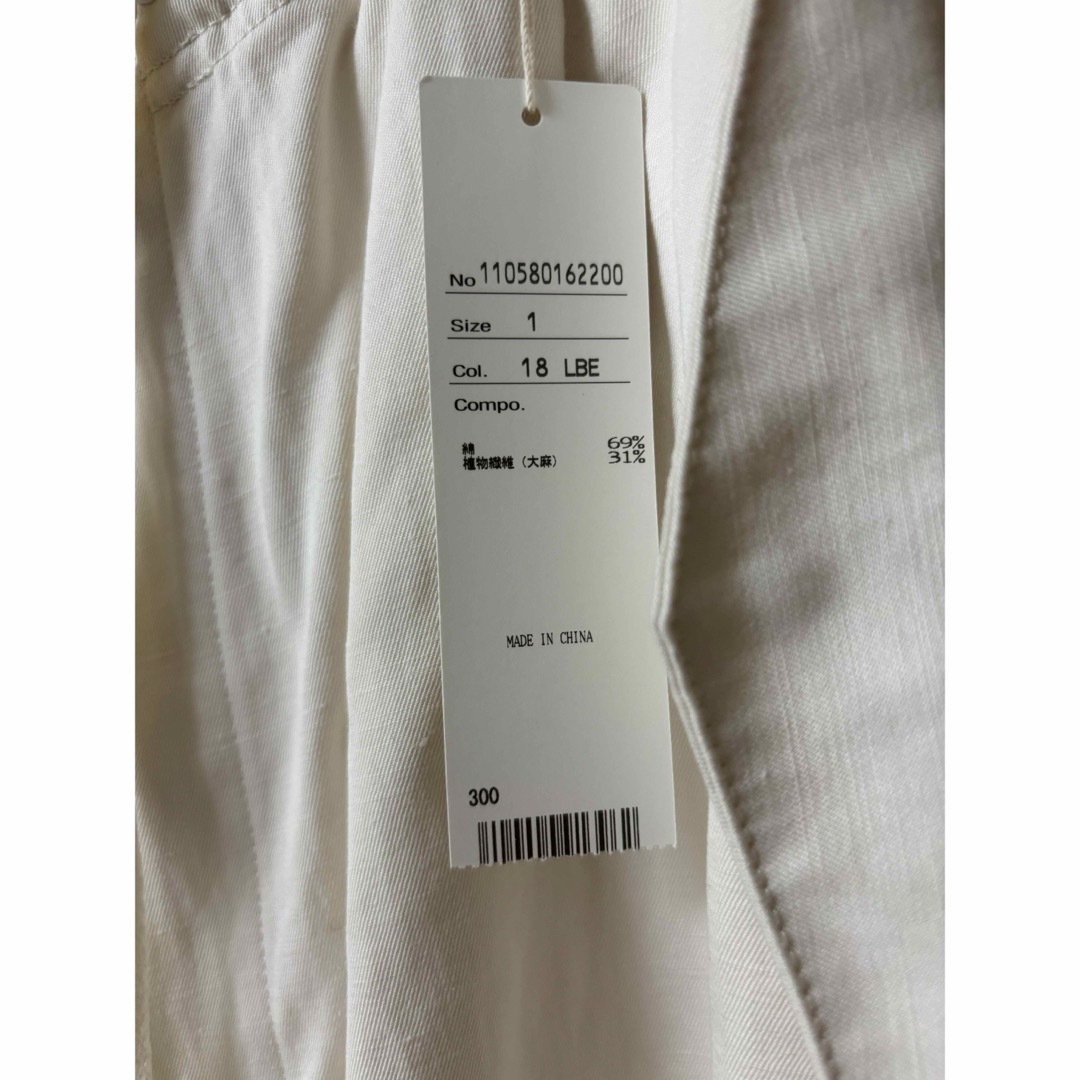 No 110580162200
Size 1
Col. 18 LBE
Compo.
綿 69%
植物繊維（大麻） 31%
MADE IN CHINA
300